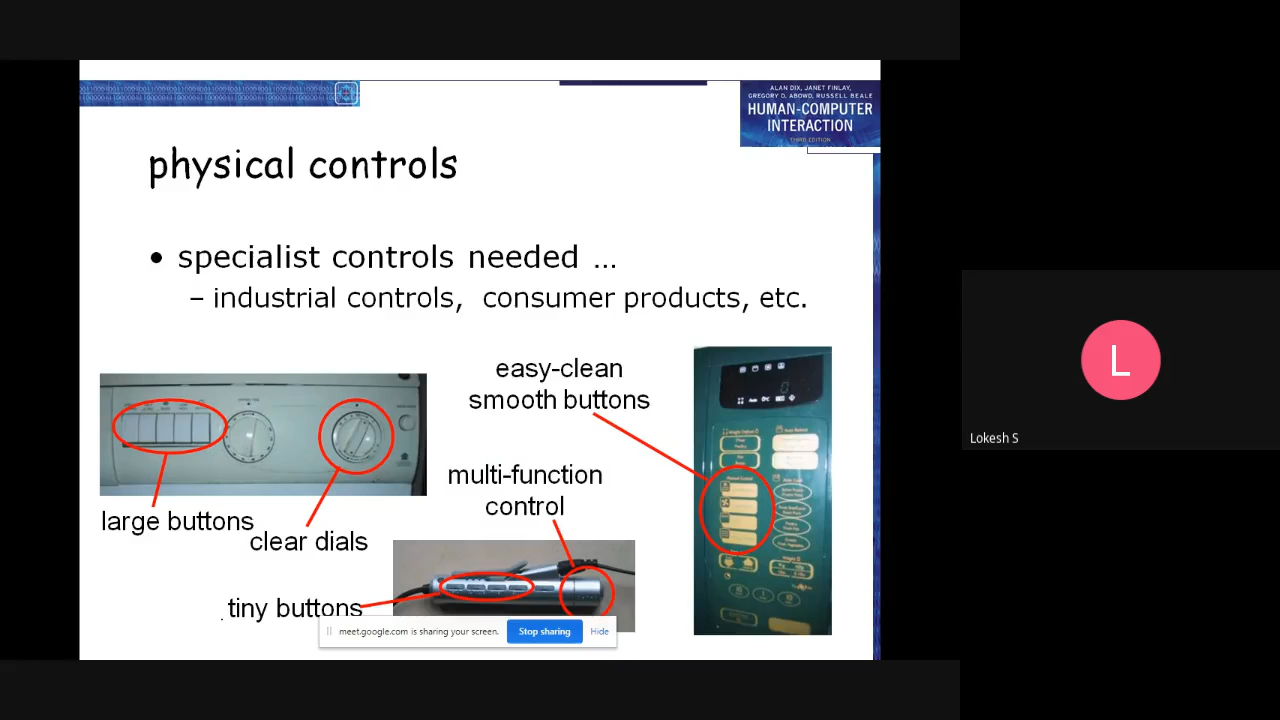 ALAN DIX, JANET FINLAY,
GREGORY D. ABOWD, RUSSELL BEALE
HUMAN-COMPUTER
INTERACTION
THIRD EDITION
physical controls
• specialist controls needed …
– industrial controls, consumer products, etc.
easy-clean
smooth buttons
multi-function
control
large buttons
clear dials
tiny buttons
meet.google.com is sharing your screen.
Stop sharing
Hide
L
Lokesh S